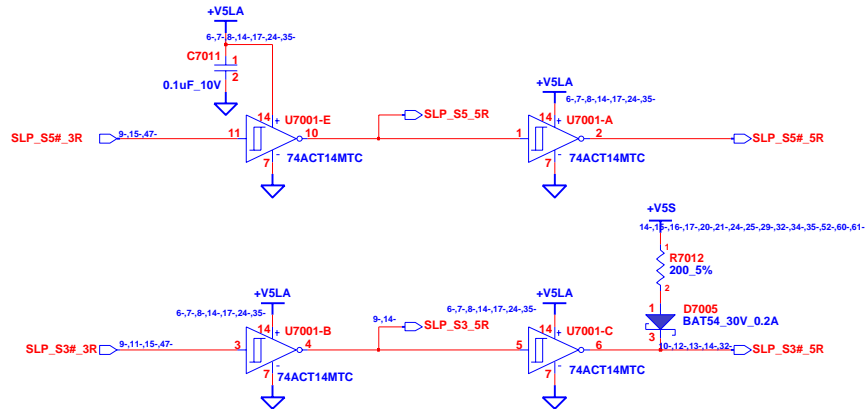 +V5LA
6-,7-,8-,14-,17-,24-,35-
C7011
1
2
0.1uF_10V
14
+
U7001-E
SLP_S5#_3R
9-,15-,47-
11
10
-
7
74ACT14MTC
SLP_S5_5R
+V5LA
6-,7-,8-,14-,17-,24-,35-
14
+
U7001-A
1
2
-
7
74ACT14MTC
SLP_S5#_5R
+V5S
14-,15-,16-,17-,20-,21-,24-,25-,29-,32-,34-,35-,52-,60-,61-
1
R7012
200_5%
2
D7005
1
BAT54_30V_0.2A
3
+V5LA
6-,7-,8-,14-,17-,24-,35-
14
+
U7001-B
SLP_S3#_3R
9-,11-,15-,47-
3
4
-
7
74ACT14MTC
9-,14-
SLP_S3_5R
+V5LA
6-,7-,8-,14-,17-,24-,35-
14
+
U7001-C
5
6
-
7
74ACT14MTC
10-,12-,13-,14-,32-
SLP_S3#_5R